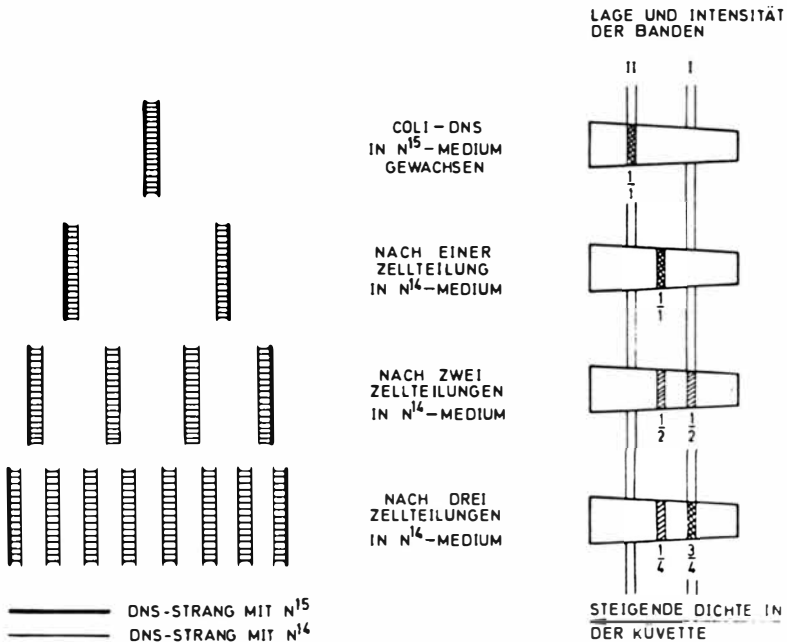 LAGE UND INTENSITÄT
DER BANDEN
II I
COLI-DNS
IN N¹⁵-MEDIUM
GEWACHSEN
1/1
NACH EINER
ZELLTEILUNG
IN N¹⁴-MEDIUM
1/1
NACH ZWEI
ZELLTEILUNGEN
IN N¹⁴-MEDIUM
1/2 1/2
NACH DREI
ZELLTEILUNGEN
IN N¹⁴-MEDIUM
1/4 3/4
DNS-STRANG MIT N¹⁵
DNS-STRANG MIT N¹⁴
STEIGENDE DICHTE IN
DER KÜVETTE